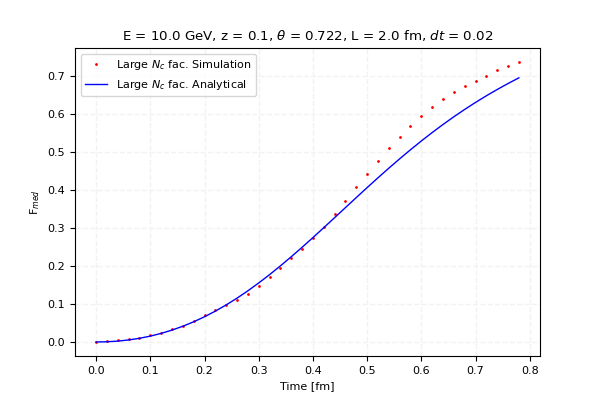 E = 10.0 GeV, z = 0.1, θ = 0.722, L = 2.0 fm, dt = 0.02
Large N_c fac. Simulation
Large N_c fac. Analytical
F_med
0.7
0.6
0.5
0.4
0.3
0.2
0.1
0.0
0.0 0.1 0.2 0.3 0.4 0.5 0.6 0.7 0.8
Time [fm]